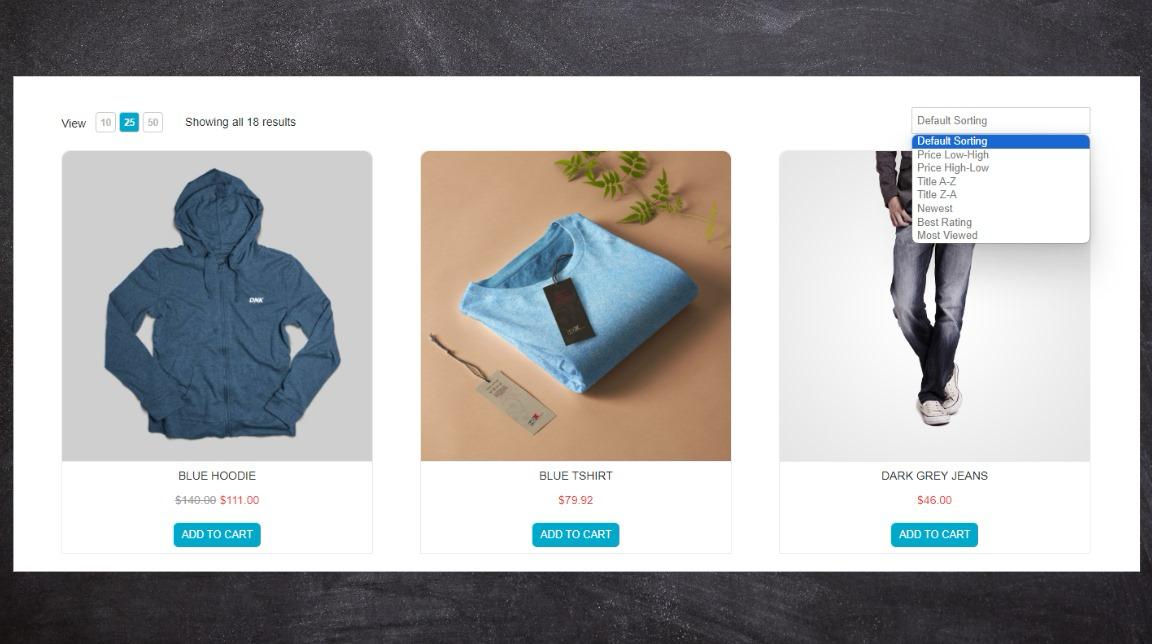 View 10 25 50 Showing all 18 results
Default Sorting
Default Sorting
Price Low-High
Price High-Low
Title A-Z
Title Z-A
Newest
Best Rating
Most Viewed
DNK
BLUE HOODIE
$140.00 $111.00
ADD TO CART
BLUE TSHIRT
$79.92
ADD TO CART
DARK GREY JEANS
$46.00
ADD TO CART